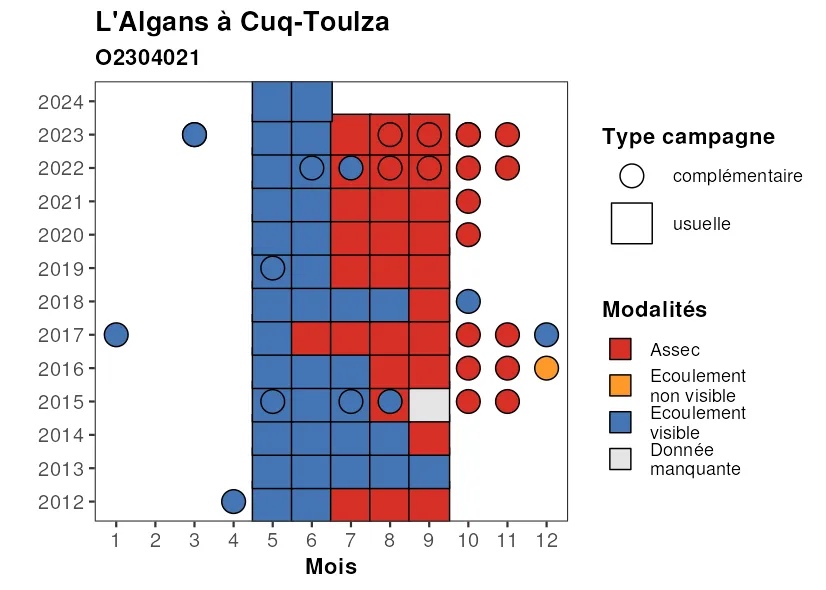 L'Algans à Cuq-Toulza
O2304021
2024
2023
2022
2021
2020
2019
2018
2017
2016
2015
2014
2013
2012
1 2 3 4 5 6 7 8 9 10 11 12
Mois
Type campagne
complémentaire
usuelle
Modalités
Assec
Ecoulement
non visible
Ecoulement
visible
Donnée
manquante